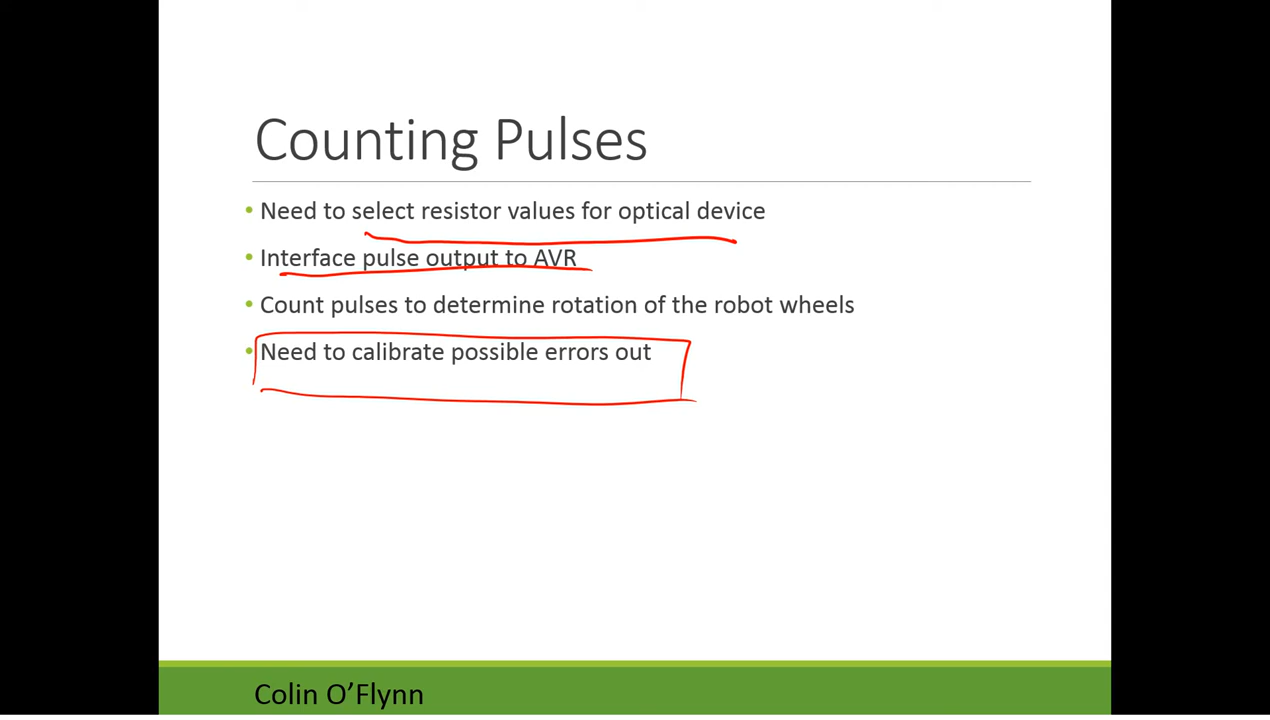 Counting Pulses
• Need to select resistor values for optical device
• Interface pulse output to AVR
• Count pulses to determine rotation of the robot wheels
• Need to calibrate possible errors out
Colin O’Flynn